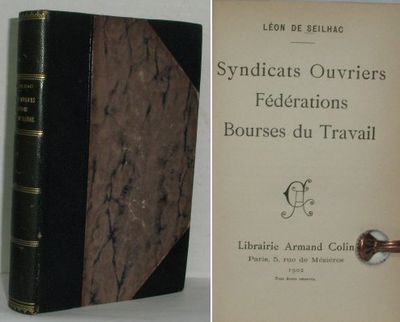 LÉON DE SEILHAC
Syndicats Ouvriers
Fédérations
Bourses du Travail
Librairie Armand Colin
Paris, 5, rue de Mézières
1902
Tous droits réservés.